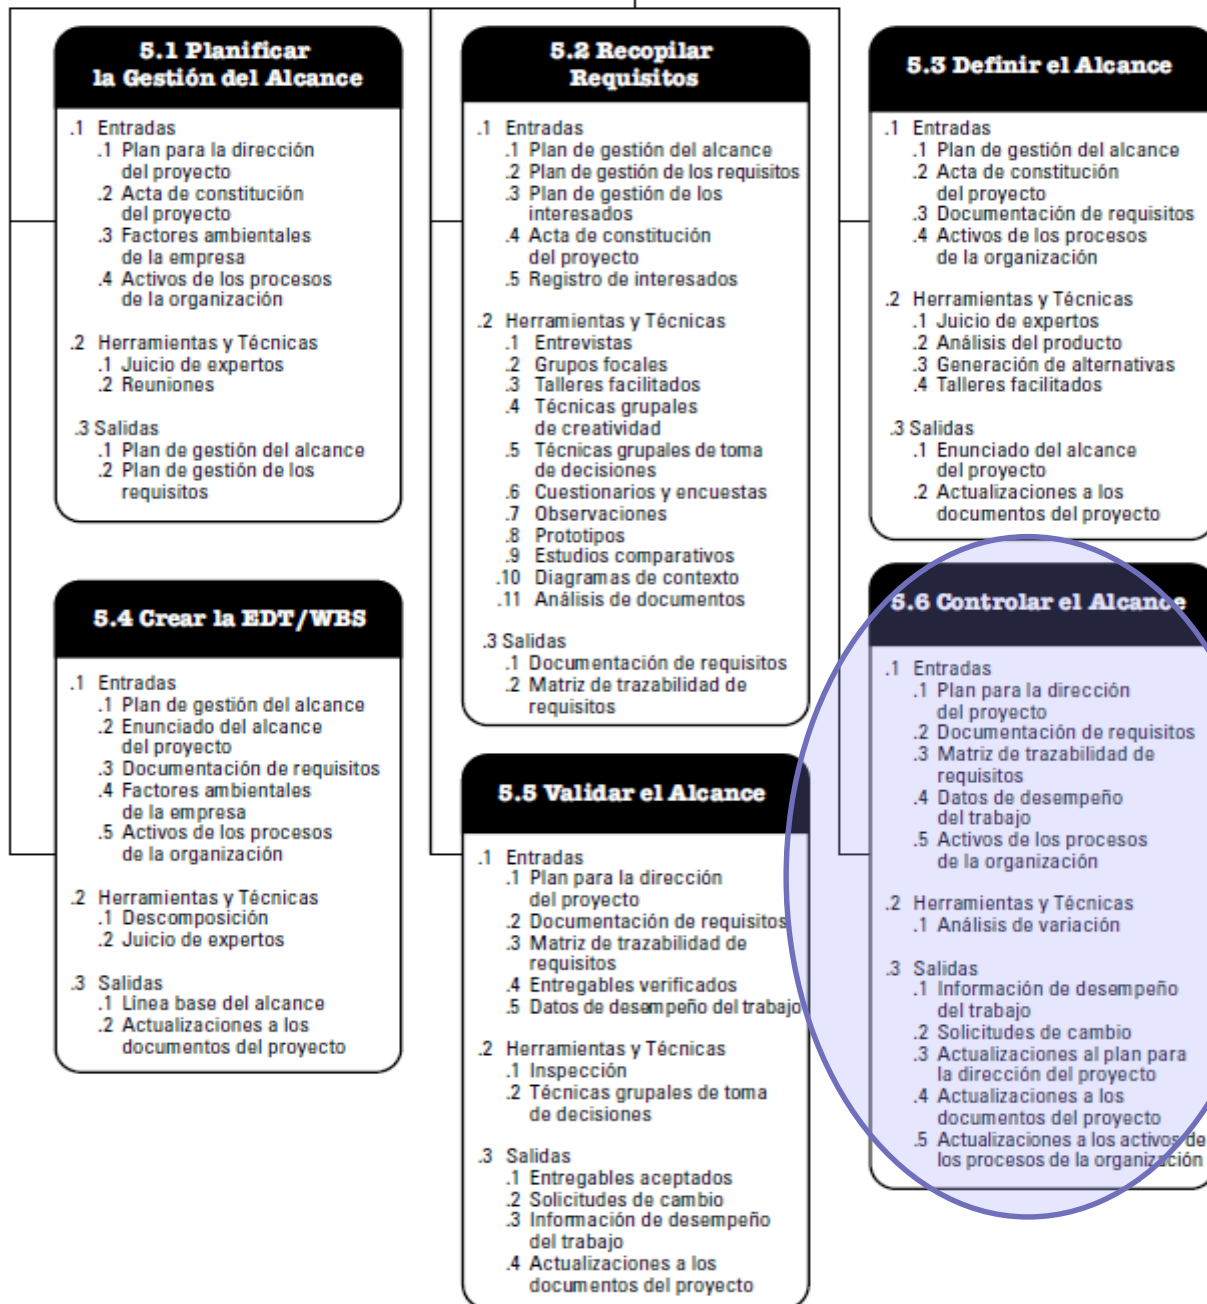 5.1 Planificar
la Gestión del Alcance
.1 Entradas
.1 Plan para la dirección
del proyecto
.2 Acta de constitución
del proyecto
.3 Factores ambientales
de la empresa
.4 Activos de los procesos
de la organización
.2 Herramientas y Técnicas
.1 Juicio de expertos
.2 Reuniones
.3 Salidas
.1 Plan de gestión del alcance
.2 Plan de gestión de los
requisitos
5.2 Recopilar
Requisitos
.1 Entradas
.1 Plan de gestión del alcance
.2 Plan de gestión de los requisitos
.3 Plan de gestión de los
interesados
.4 Acta de constitución
del proyecto
.5 Registro de interesados
.2 Herramientas y Técnicas
.1 Entrevistas
.2 Grupos focales
.3 Talleres facilitados
.4 Técnicas grupales
de creatividad
.5 Técnicas grupales de toma
de decisiones
.6 Cuestionarios y encuestas
.7 Observaciones
.8 Prototipos
.9 Estudios comparativos
.10 Diagramas de contexto
.11 Análisis de documentos
.3 Salidas
.1 Documentación de requisitos
.2 Matriz de trazabilidad de
requisitos
5.3 Definir el Alcance
.1 Entradas
.1 Plan de gestión del alcance
.2 Acta de constitución
del proyecto
.3 Documentación de requisitos
.4 Activos de los procesos
de la organización
.2 Herramientas y Técnicas
.1 Juicio de expertos
.2 Análisis del producto
.3 Generación de alternativas
.4 Talleres facilitados
.3 Salidas
.1 Enunciado del alcance
del proyecto
.2 Actualizaciones a los
documentos del proyecto
5.4 Crear la EDT/WBS
.1 Entradas
.1 Plan de gestión del alcance
.2 Enunciado del alcance
del proyecto
.3 Documentación de requisitos
.4 Factores ambientales
de la empresa
.5 Activos de los procesos
de la organización
.2 Herramientas y Técnicas
.1 Descomposición
.2 Juicio de expertos
.3 Salidas
.1 Línea base del alcance
.2 Actualizaciones a los
documentos del proyecto
5.5 Validar el Alcance
.1 Entradas
.1 Plan para la dirección
del proyecto
.2 Documentación de requisitos
.3 Matriz de trazabilidad de
requisitos
.4 Entregables verificados
.5 Datos de desempeño del trabajo
.2 Herramientas y Técnicas
.1 Inspección
.2 Técnicas grupales de toma
de decisiones
.3 Salidas
.1 Entregables aceptados
.2 Solicitudes de cambio
.3 Información de desempeño
del trabajo
.4 Actualizaciones a los
documentos del proyecto
5.6 Controlar el Alcance
.1 Entradas
.1 Plan para la dirección
del proyecto
.2 Documentación de requisitos
.3 Matriz de trazabilidad de
requisitos
.4 Datos de desempeño
del trabajo
.5 Activos de los procesos
de la organización
.2 Herramientas y Técnicas
.1 Análisis de variación
.3 Salidas
.1 Información de desempeño
del trabajo
.2 Solicitudes de cambio
.3 Actualizaciones al plan para
la dirección del proyecto
.4 Actualizaciones a los
documentos del proyecto
.5 Actualizaciones a los activos de
los procesos de la organización